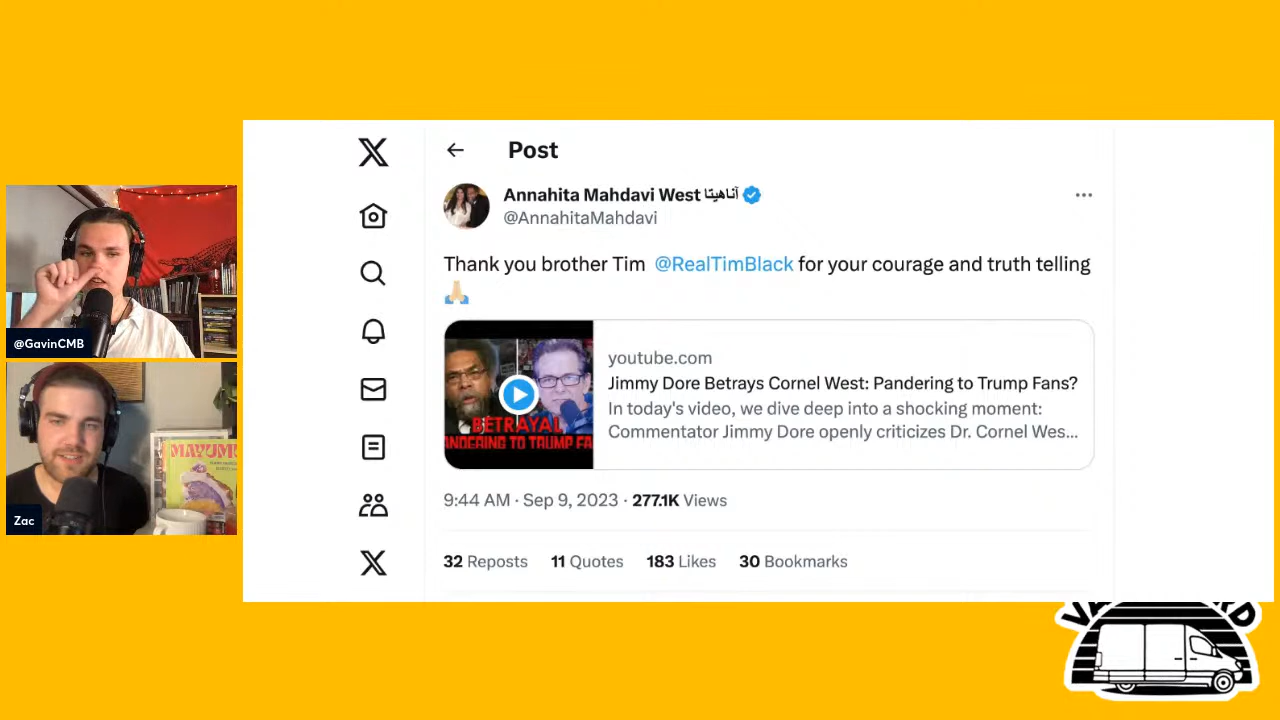 Post
Annahita Mahdavi West آناهیتا
@AnnahitaMahdavi
Thank you brother Tim @RealTimBlack for your courage and truth telling
🙏🏼
youtube.com
Jimmy Dore Betrays Cornel West: Pandering to Trump Fans?
In today's video, we dive deep into a shocking moment:
Commentator Jimmy Dore openly criticizes Dr. Cornel Wes...
BETRAYAL
9:44 AM · Sep 9, 2023 · 277.1K Views
32 Reposts 11 Quotes 183 Likes 30 Bookmarks
@GavinCMB
MAYUMU
Zac